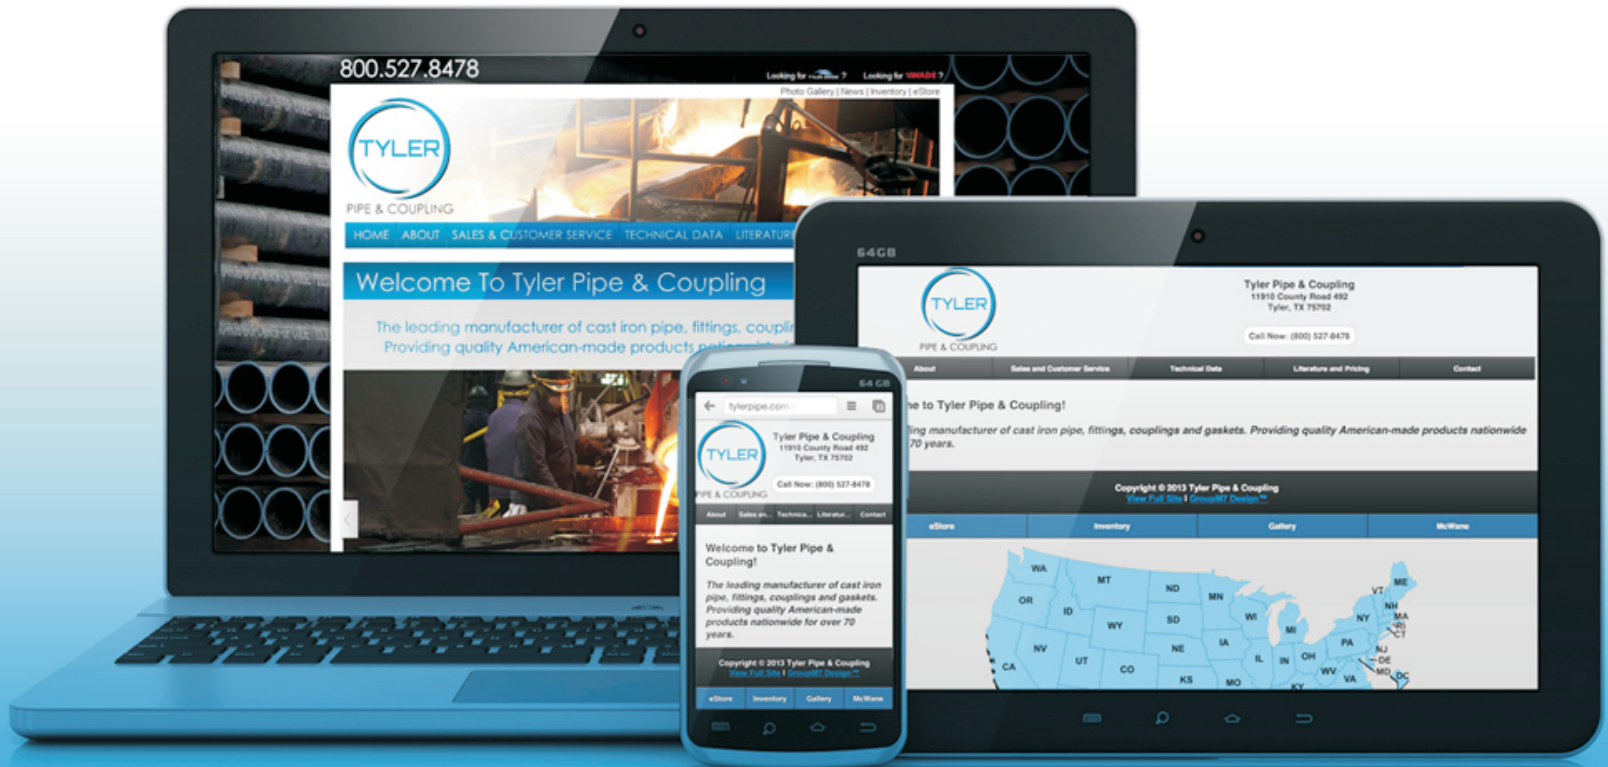 800.527.8478
Looking for
?
Looking for WADE ?
Photo Gallery | News | Inventory | eStore
TYLER
PIPE & COUPLING
HOME ABOUT SALES & CUSTOMER SERVICE TECHNICAL DATA LITERATURE
Welcome To Tyler Pipe & Coupling
The leading manufacturer of cast iron pipe, fittings,
Providing quality American-made products
64 GB
tylerpipe.com
TYLER
PIPE & COUPLING
Tyler Pipe & Coupling
11910 County Road 492
Tyler, TX 75702
Call Now: (800) 527-8478
About Sales an... Technica... Literatur... Contact
Welcome to Tyler Pipe &
Coupling!
The leading manufacturer of cast iron
pipe, fittings, couplings and gaskets.
Providing quality American-made
products nationwide for over 70
years.
Copyright © 2013 Tyler Pipe & Coupling
View Full Site | GroupM7 Design℠
eStore Inventory Gallery McWane
64GB
TYLER
PIPE & COUPLING
Tyler Pipe & Coupling
11910 County Road 492
Tyler, TX 75702
Call Now: (800) 527-8478
About Sales and Customer Service Technical Data Literature and Pricing Contact
to Tyler Pipe & Coupling!
manufacturer of cast iron pipe, fittings, couplings and gaskets. Providing quality American-made products nationwide
70 years.
Copyright © 2013 Tyler Pipe & Coupling
View Full Site | GroupM7 Design℠
eStore Inventory Gallery McWane
WA
MT
ND
MN
ME
VT
OR
ID
SD
WI
NH
NY
MA
WY
MI
RI
CT
NV
NE
IA
PA
NJ
UT
IL
IN
OH
DE
CA
CO
WV
MD
DC
KS
MO
KY
VA